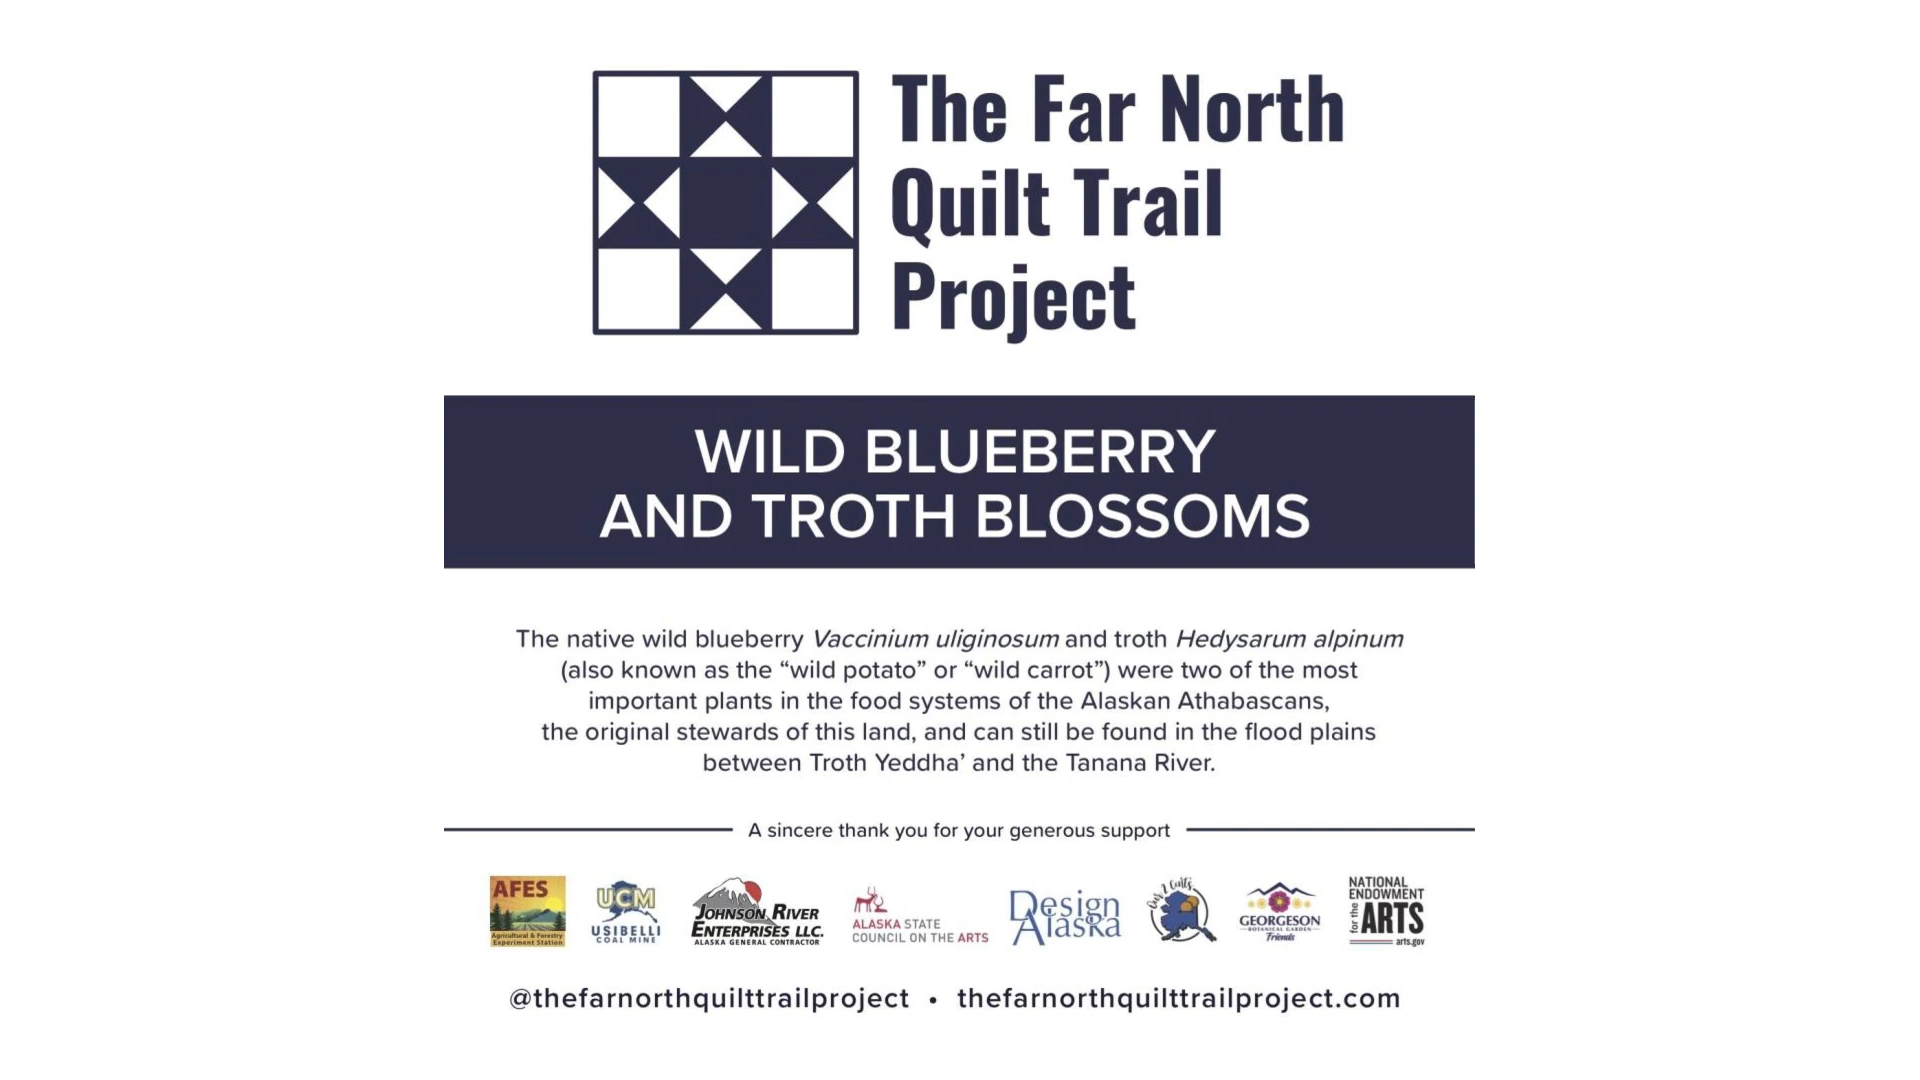 The Far North
Quilt Trail
Project
WILD BLUEBERRY
AND TROTH BLOSSOMS
The native wild blueberry Vaccinium uliginosum and troth Hedysarum alpinum
(also known as the “wild potato” or “wild carrot”) were two of the most
important plants in the food systems of the Alaskan Athabascans,
the original stewards of this land, and can still be found in the flood plains
between Troth Yeddha’ and the Tanana River.
A sincere thank you for your generous support
AFES
Agricultural & Forestry
Experiment Station
UCM
USIBELLI
COAL MINE
JOHNSON RIVER
ENTERPRISES LLC.
ALASKA GENERAL CONTRACTOR
ALASKA STATE
COUNCIL ON THE ARTS
Design
Alaska
Our 2 Cents
GEORGESON
BOTANICAL GARDEN
Friends
NATIONAL
ENDOWMENT
for the
ARTS
arts.gov
@thefarnorthquilttrailproject • thefarnorthquilttrailproject.com